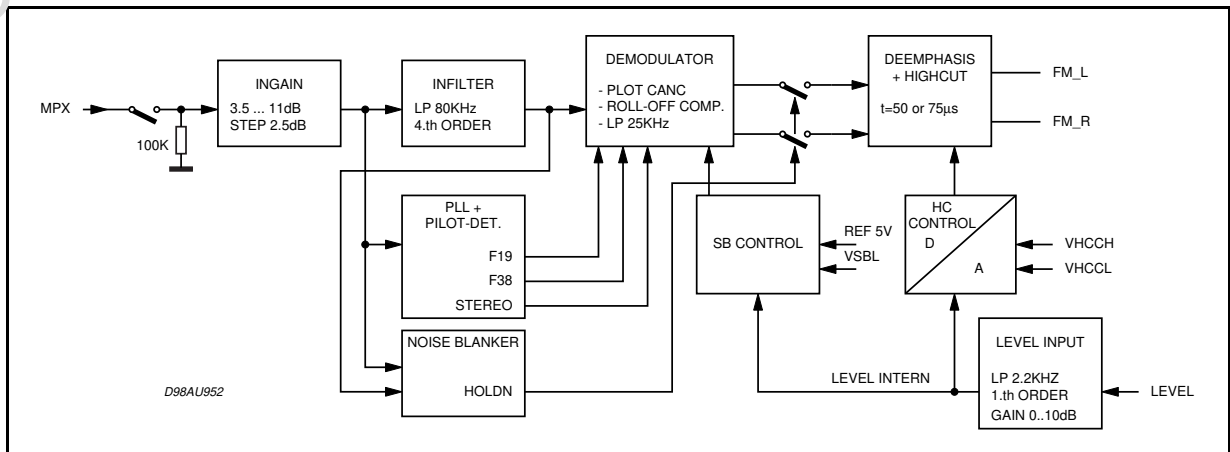 MPX
100K
INGAIN
3.5 ... 11dB
STEP 2.5dB
INFILTER
LP 80KHz
4.th ORDER
DEMODULATOR
- PLOT CANC
- ROLL-OFF COMP.
- LP 25KHz
DEEMPHASIS
+ HIGHCUT
t=50 or 75μs
FM_L
FM_R
PLL +
PILOT-DET.
F19
F38
STEREO
SB CONTROL
REF 5V
VSBL
HC
CONTROL
D
A
VHCCH
VHCCL
NOISE BLANKER
HOLDN
LEVEL INTERN
LEVEL INPUT
LP 2.2KHZ
1.th ORDER
GAIN 0..10dB
LEVEL
D98AU952